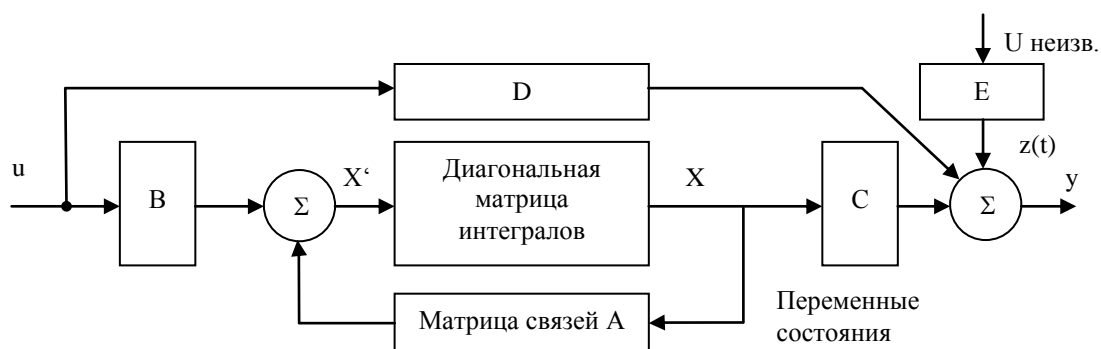 U неизв.
D
E
u
z(t)
B
Σ
X‘
Диагональная
матрица
интегралов
X
C
Σ
y
Матрица связей A
Переменные
состояния